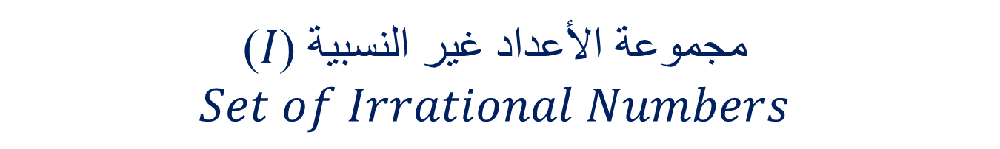 مجموعة الأعداد غير النسبية (I)
Set of Irrational Numbers